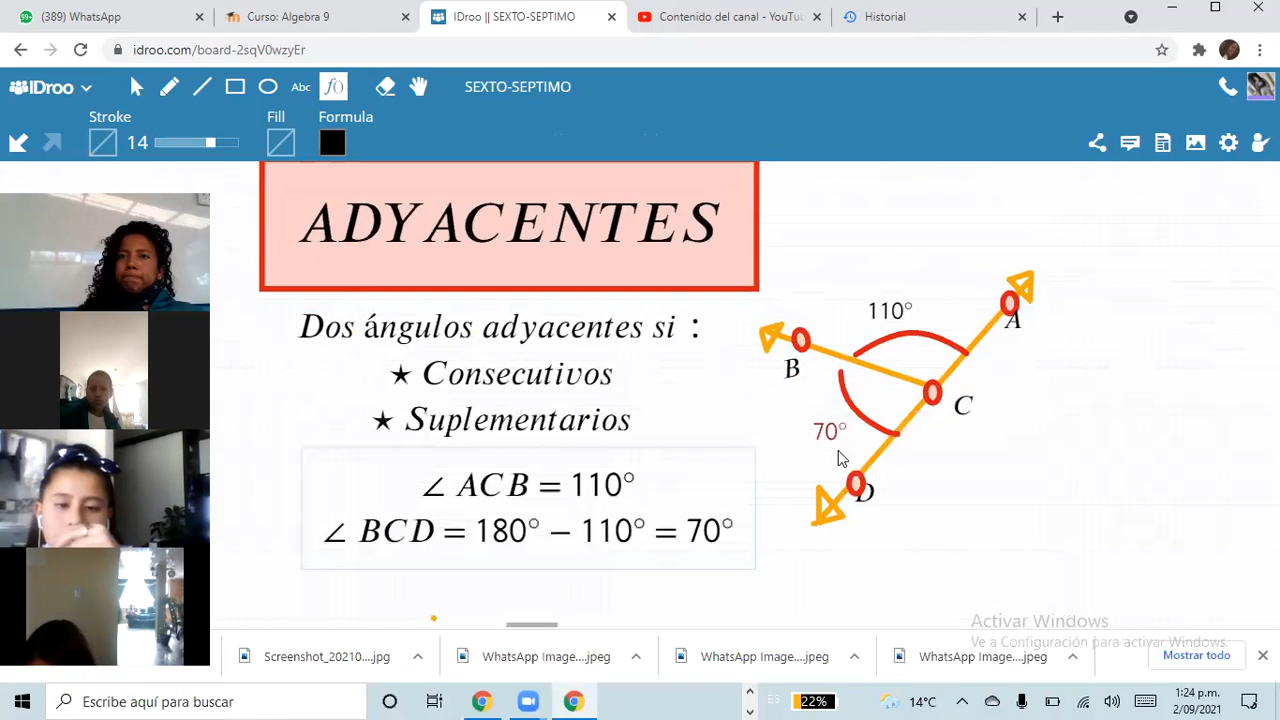 (389) WhatsApp
Curso: Algebra 9
IDroo || SEXTO-SEPTIMO
Contenido del canal - YouTu
Historial
idroo.com/board-2sqV0wzyEr
IDroo
Abc
f()
SEXTO-SEPTIMO
Stroke
Fill
Formula
14
ADYACENTES
Dos ángulos adyacentes si :
★ Consecutivos
★ Suplementarios
∠ ACB = 110°
∠ BCD = 180° − 110° = 70°
110°
A
B
C
70°
D
Activar Windows
Ve a Configuración para activar Windows.
Screenshot_20210...jpg
WhatsApp Image....jpeg
WhatsApp Image....jpeg
WhatsApp Image....jpeg
Mostrar todo
Escribe aquí para buscar
22%
14°C
ES
1:24 p.m.
2/09/2021